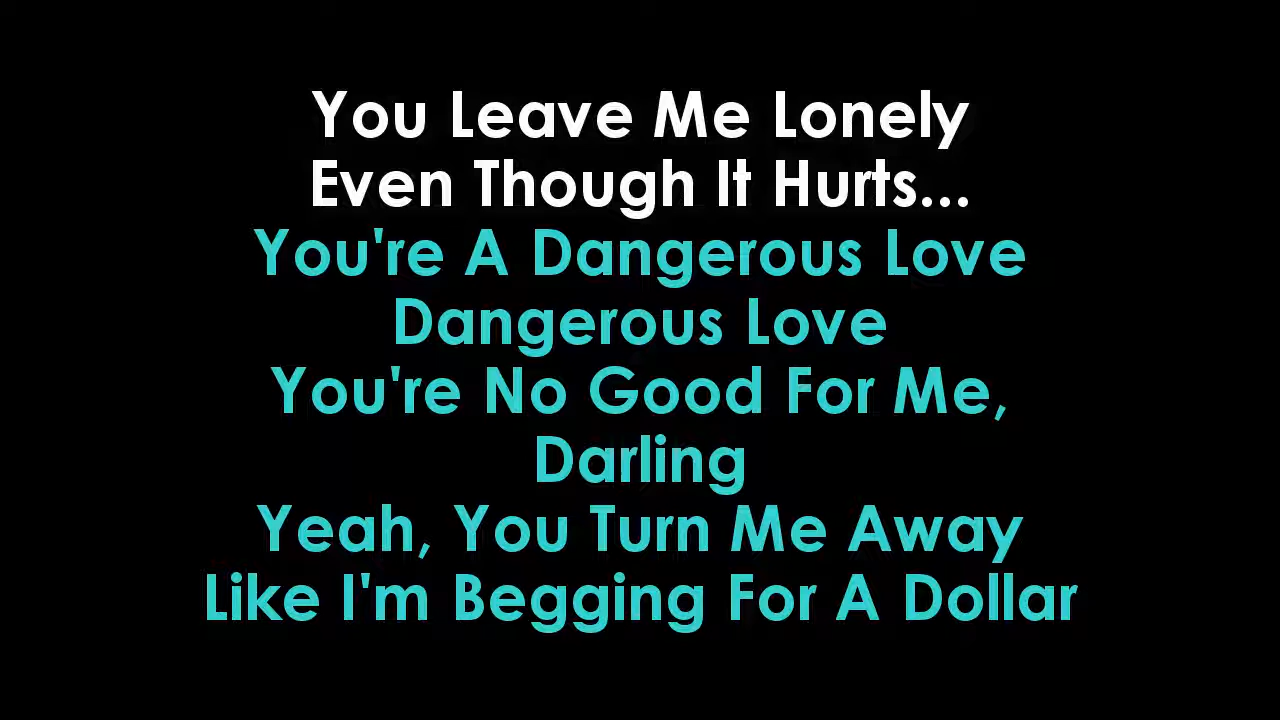 You Leave Me Lonely
Even Though It Hurts...
You're A Dangerous Love
Dangerous Love
You're No Good For Me,
Darling
Yeah, You Turn Me Away
Like I'm Begging For A Dollar